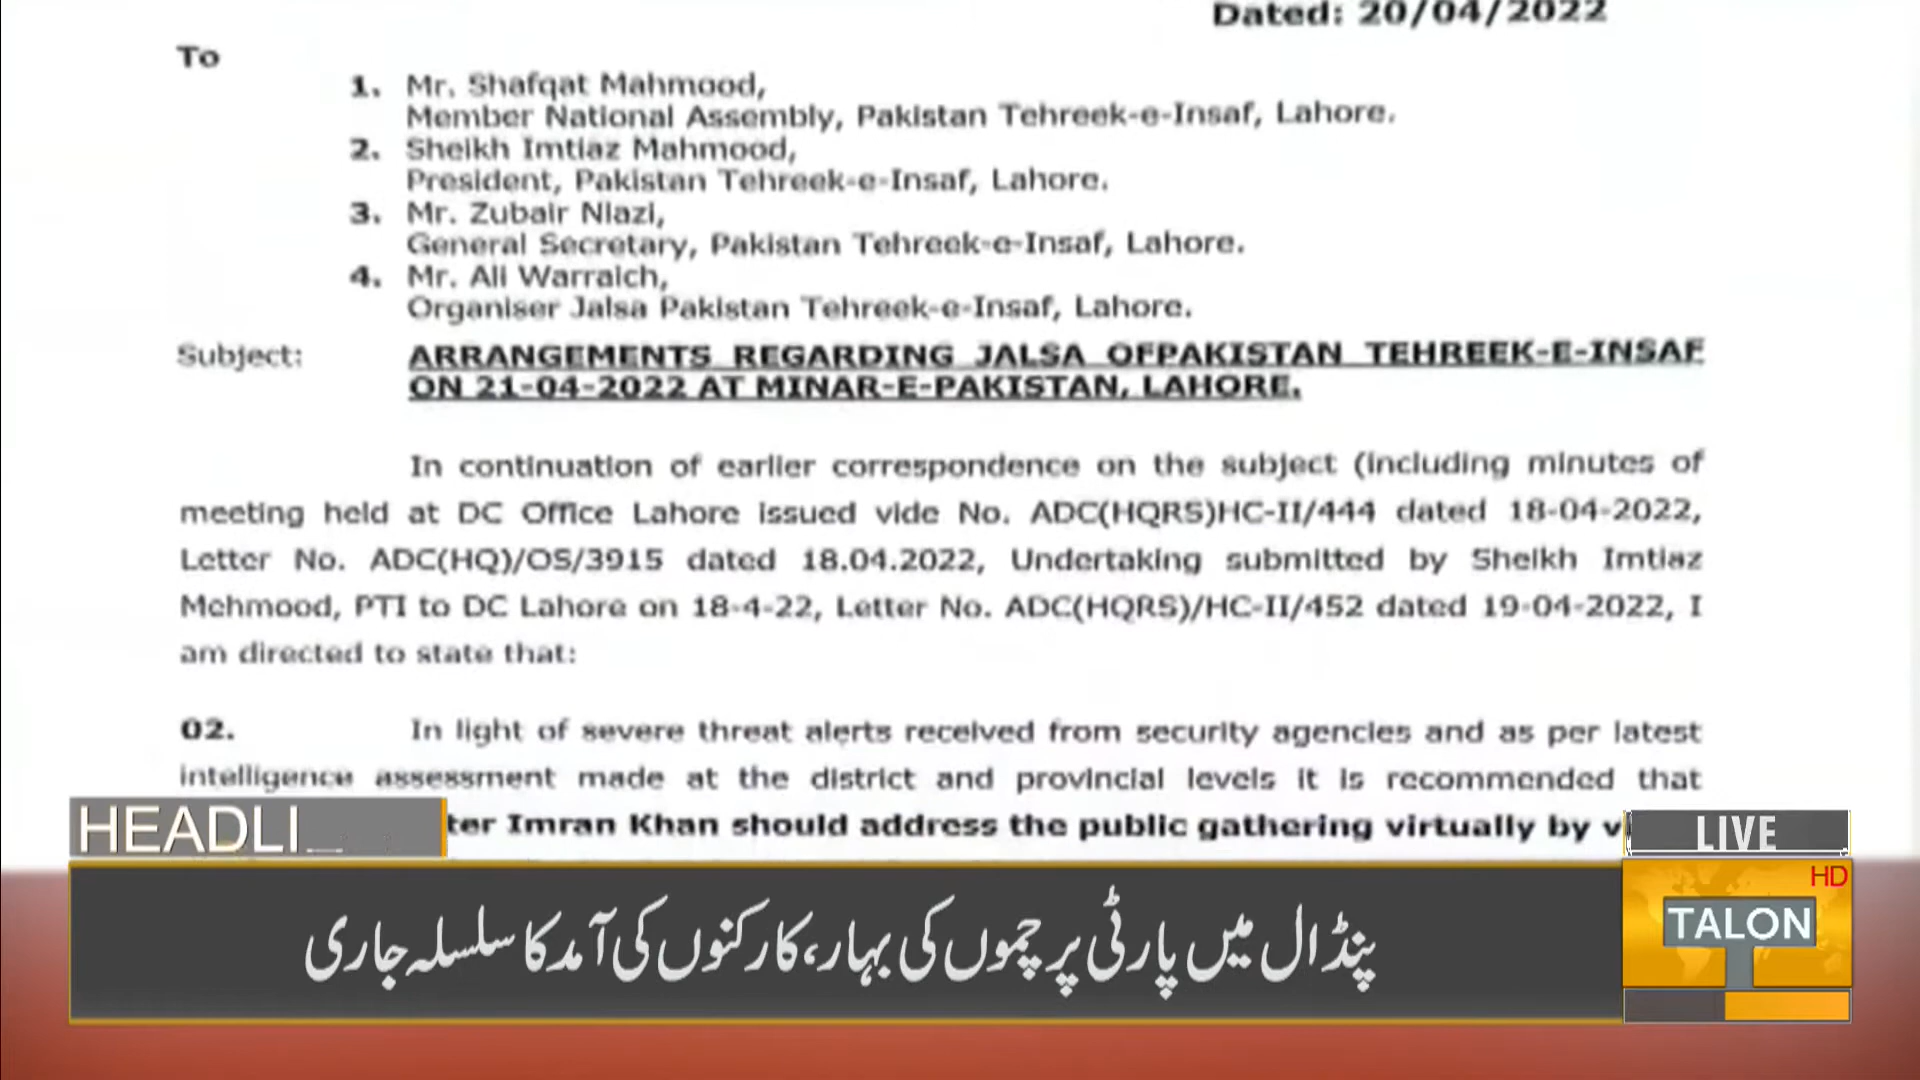 Dated: 20/04/2022
To
1. Mr. Shafqat Mahmood,
Member National Assembly, Pakistan Tehreek-e-Insaf, Lahore.
2. Sheikh Imtiaz Mahmood,
President, Pakistan Tehreek-e-Insaf, Lahore.
3. Mr. Zubair Niazi,
General Secretary, Pakistan Tehreek-e-Insaf, Lahore.
4. Mr. Ali Warraich,
Organiser Jalsa Pakistan Tehreek-e-Insaf, Lahore.
Subject: ARRANGEMENTS REGARDING JALSA OFPAKISTAN TEHREEK-E-INSAF
ON 21-04-2022 AT MINAR-E-PAKISTAN, LAHORE.
In continuation of earlier correspondence on the subject (including minutes of
meeting held at DC Office Lahore issued vide No. ADC(HQRS)HC-II/444 dated 18-04-2022,
Letter No. ADC(HQ)/OS/3915 dated 18.04.2022, Undertaking submitted by Sheikh Imtiaz
Mehmood, PTI to DC Lahore on 18-4-22, Letter No. ADC(HQRS)/HC-II/452 dated 19-04-2022, I
am directed to state that:
02. In light of severe threat alerts received from security agencies and as per latest
intelligence assessment made at the district and provincial levels it is recommended that
ter Imran Khan should address the public gathering virtually by
HEADLI
LIVE
HD
TALON
پنڈال میں پارٹی پرچموں کی بہار، کارکنوں کی آمد کا سلسلہ جاری